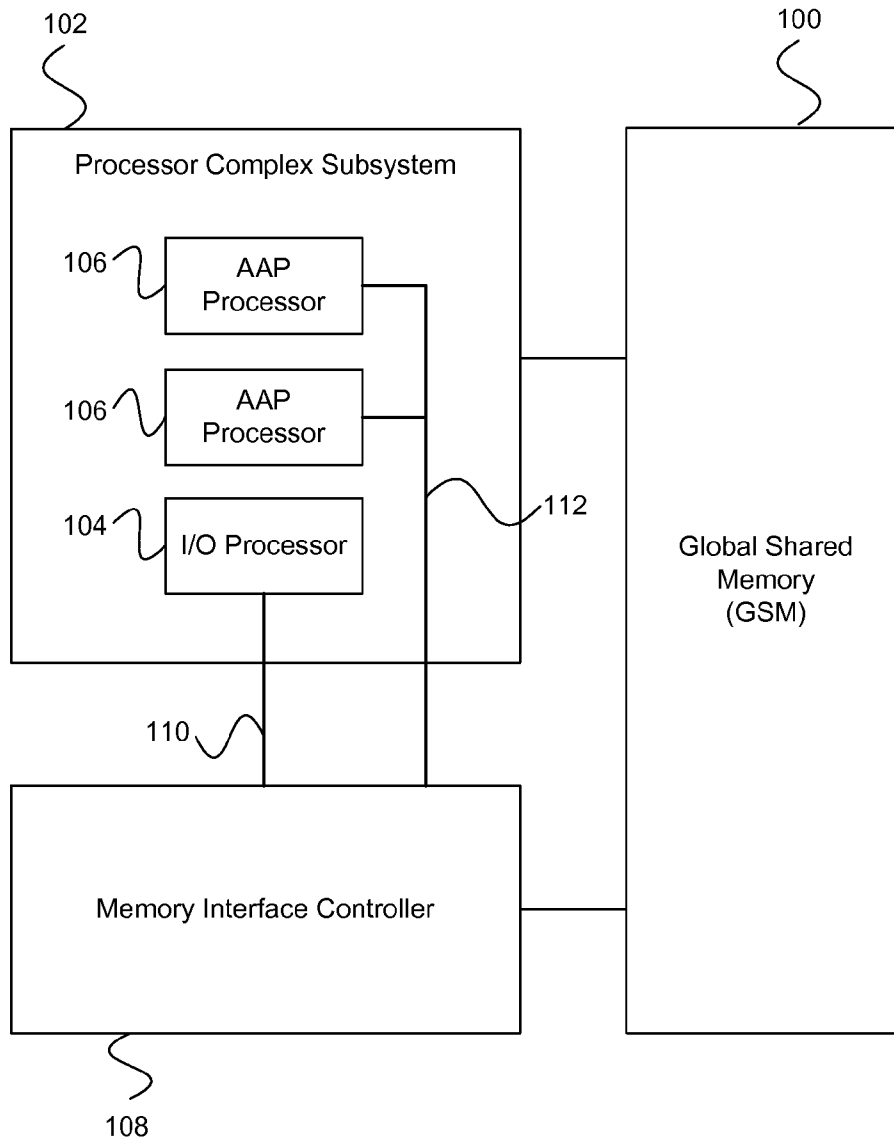 102
100
Processor Complex Subsystem
106
AAP
Processor
106
AAP
Processor
104
I/O Processor
112
Global Shared
Memory
(GSM)
110
Memory Interface Controller
108